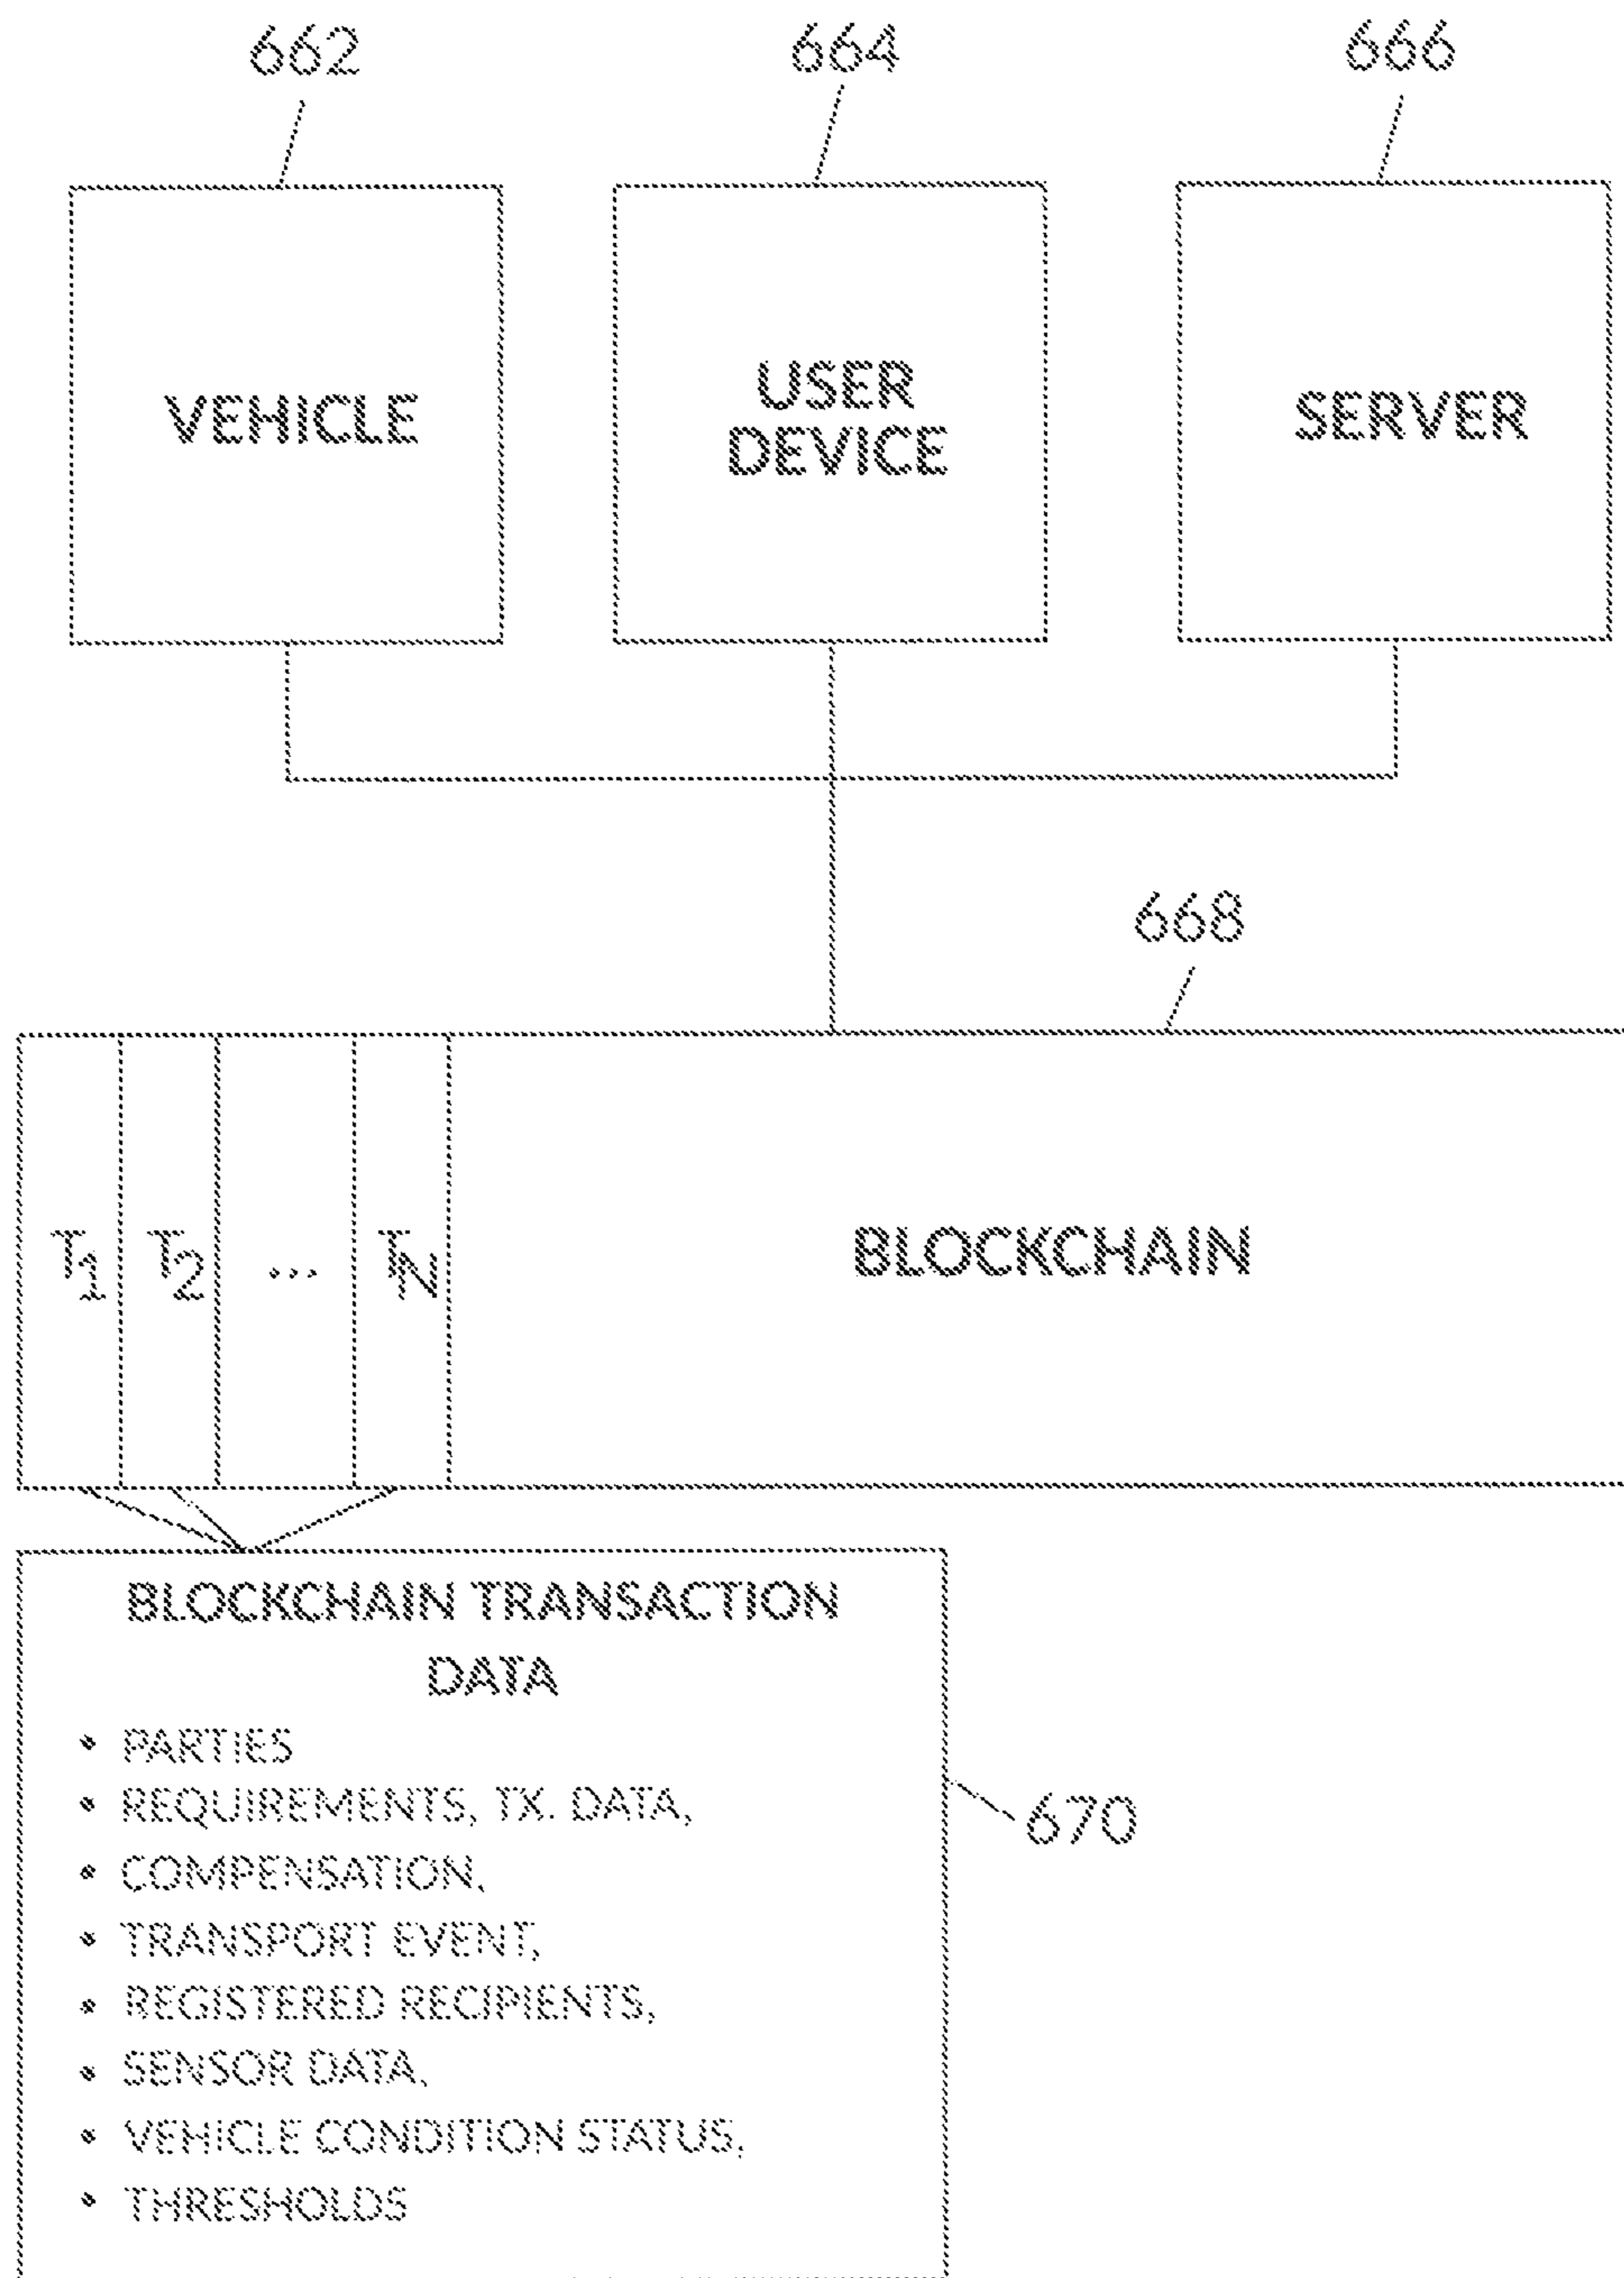 662 664 666
VEHICLE
USER
DEVICE
SERVER
668
T1 T2 ... TN BLOCKCHAIN
BLOCKCHAIN TRANSACTION
DATA
• PARTIES
• REQUIREMENTS, TX. DATA,
• COMPENSATION,
• TRANSPORT EVENT,
• REGISTERED RECIPIENTS,
• SENSOR DATA,
• VEHICLE CONDITION STATUS,
• THRESHOLDS
670